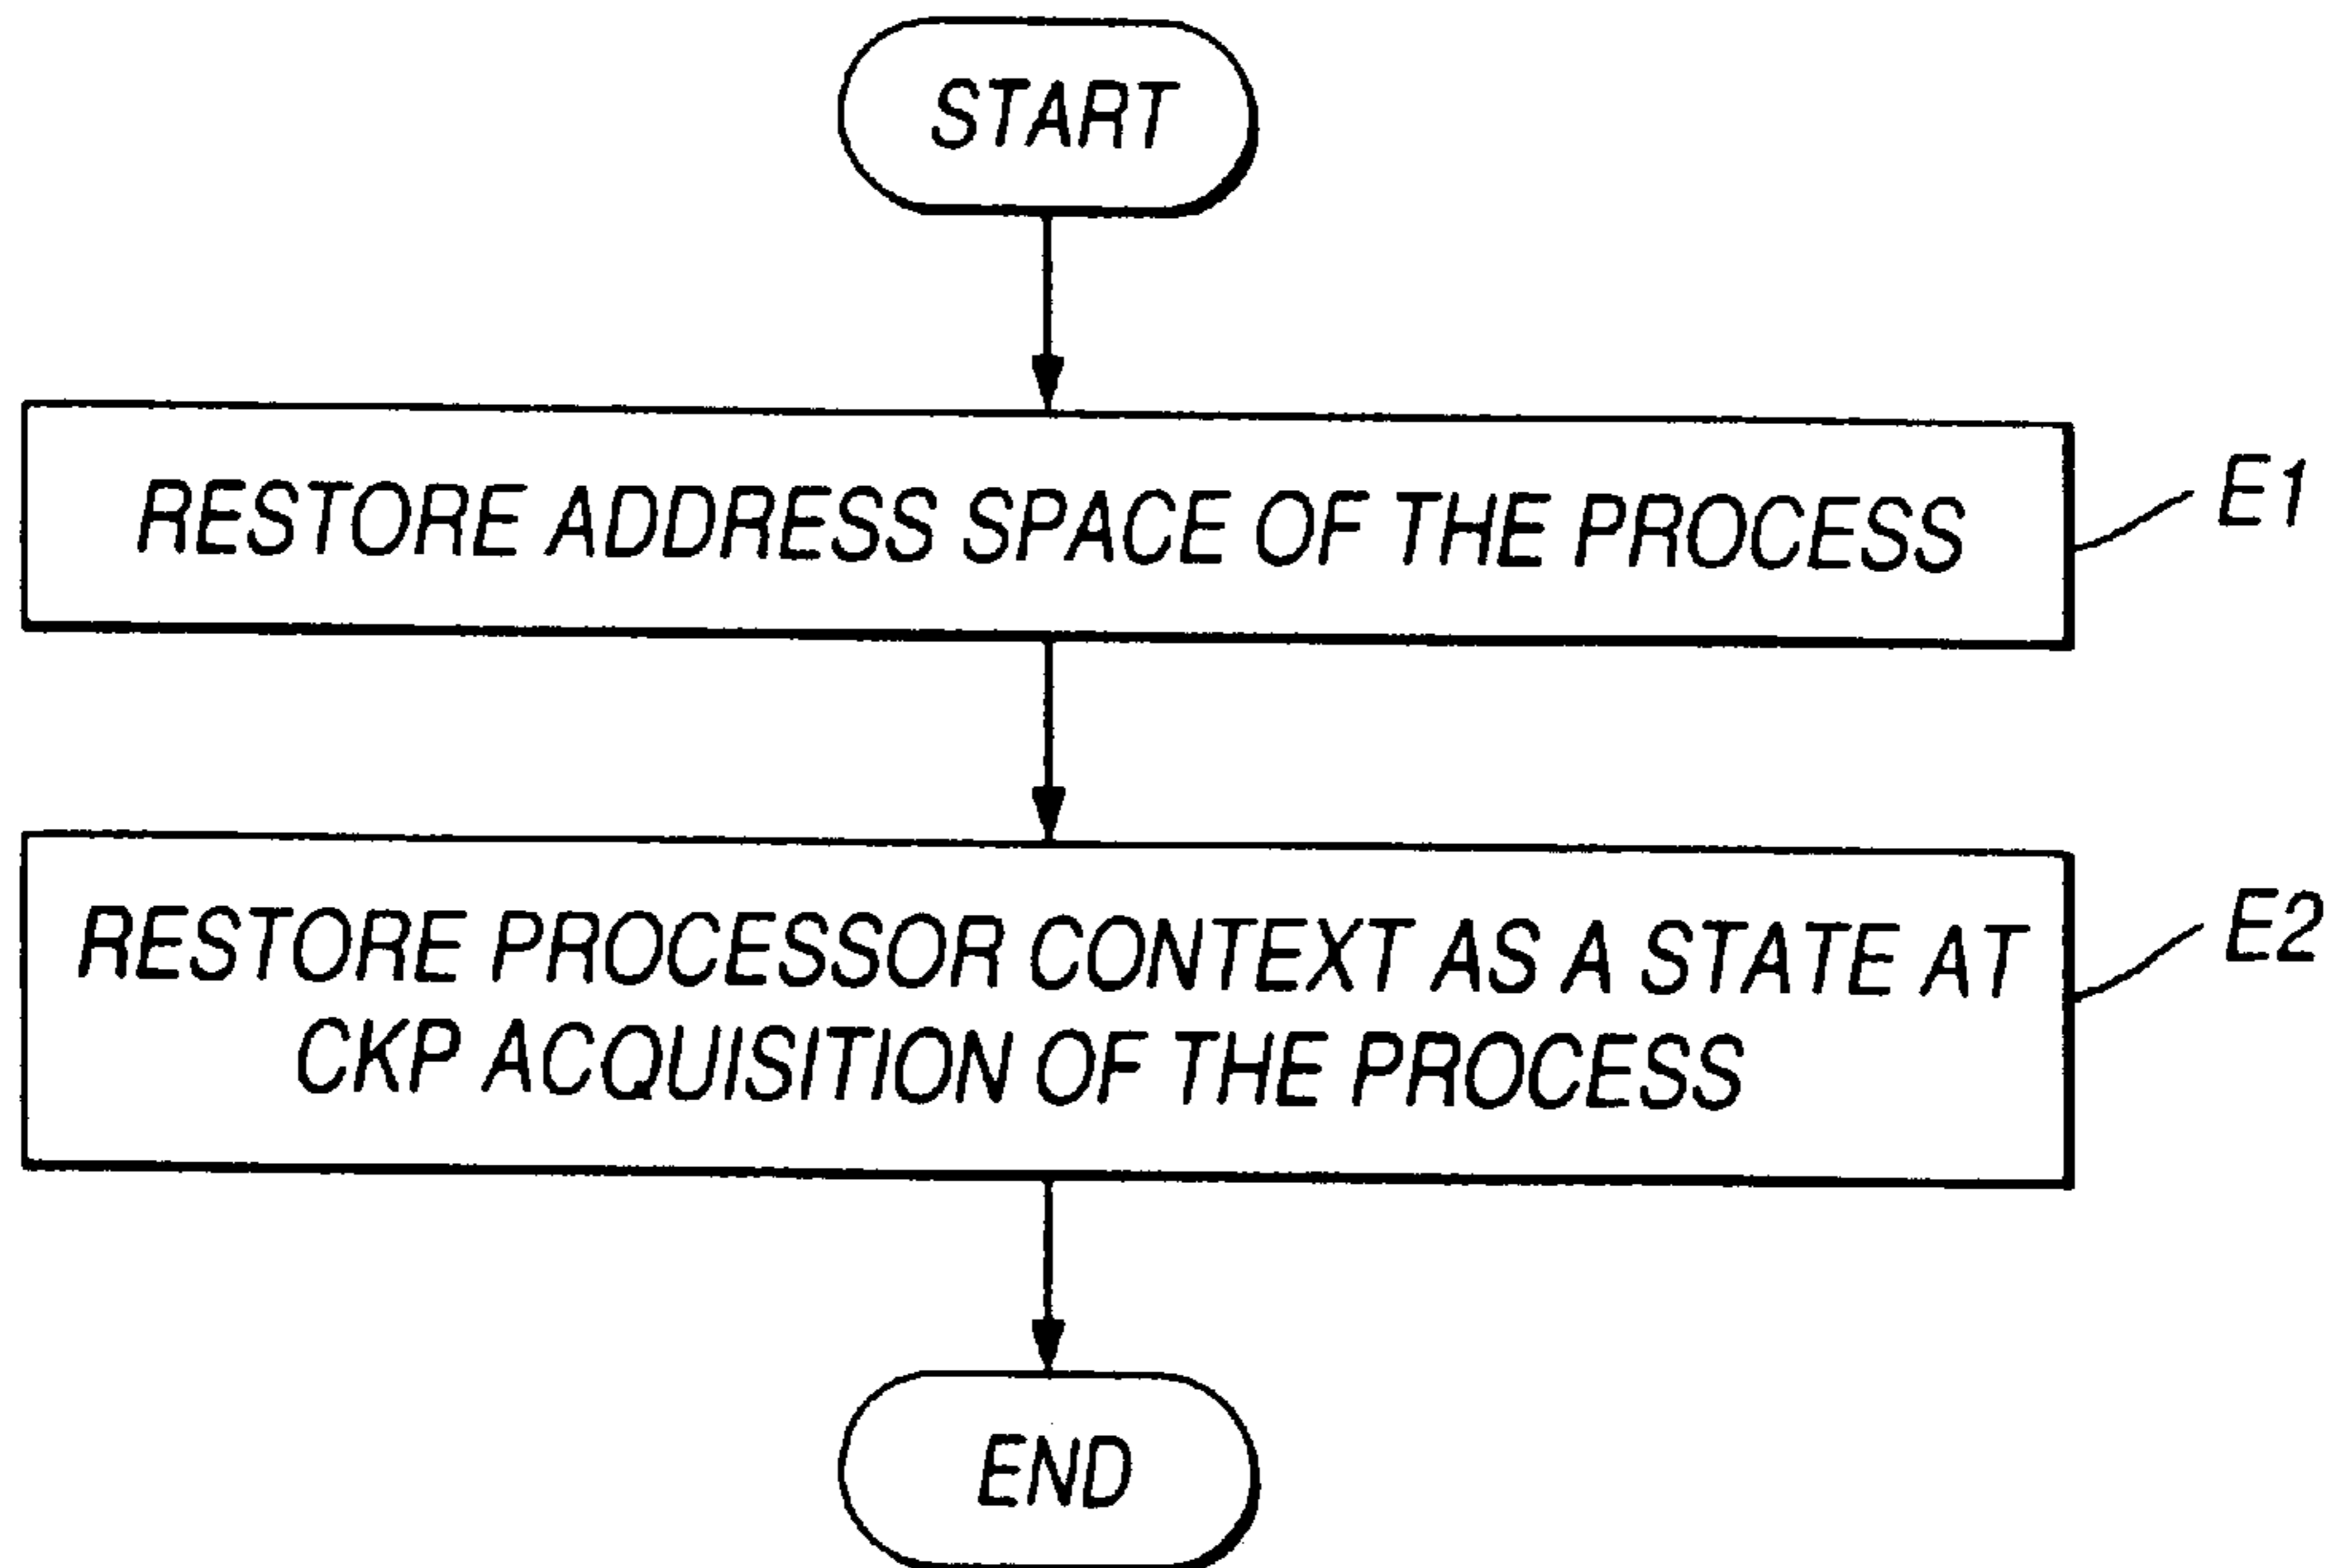 START
RESTORE ADDRESS SPACE OF THE PROCESS
E1
RESTORE PROCESSOR CONTEXT AS A STATE AT
CKP ACQUISITION OF THE PROCESS
E2
END